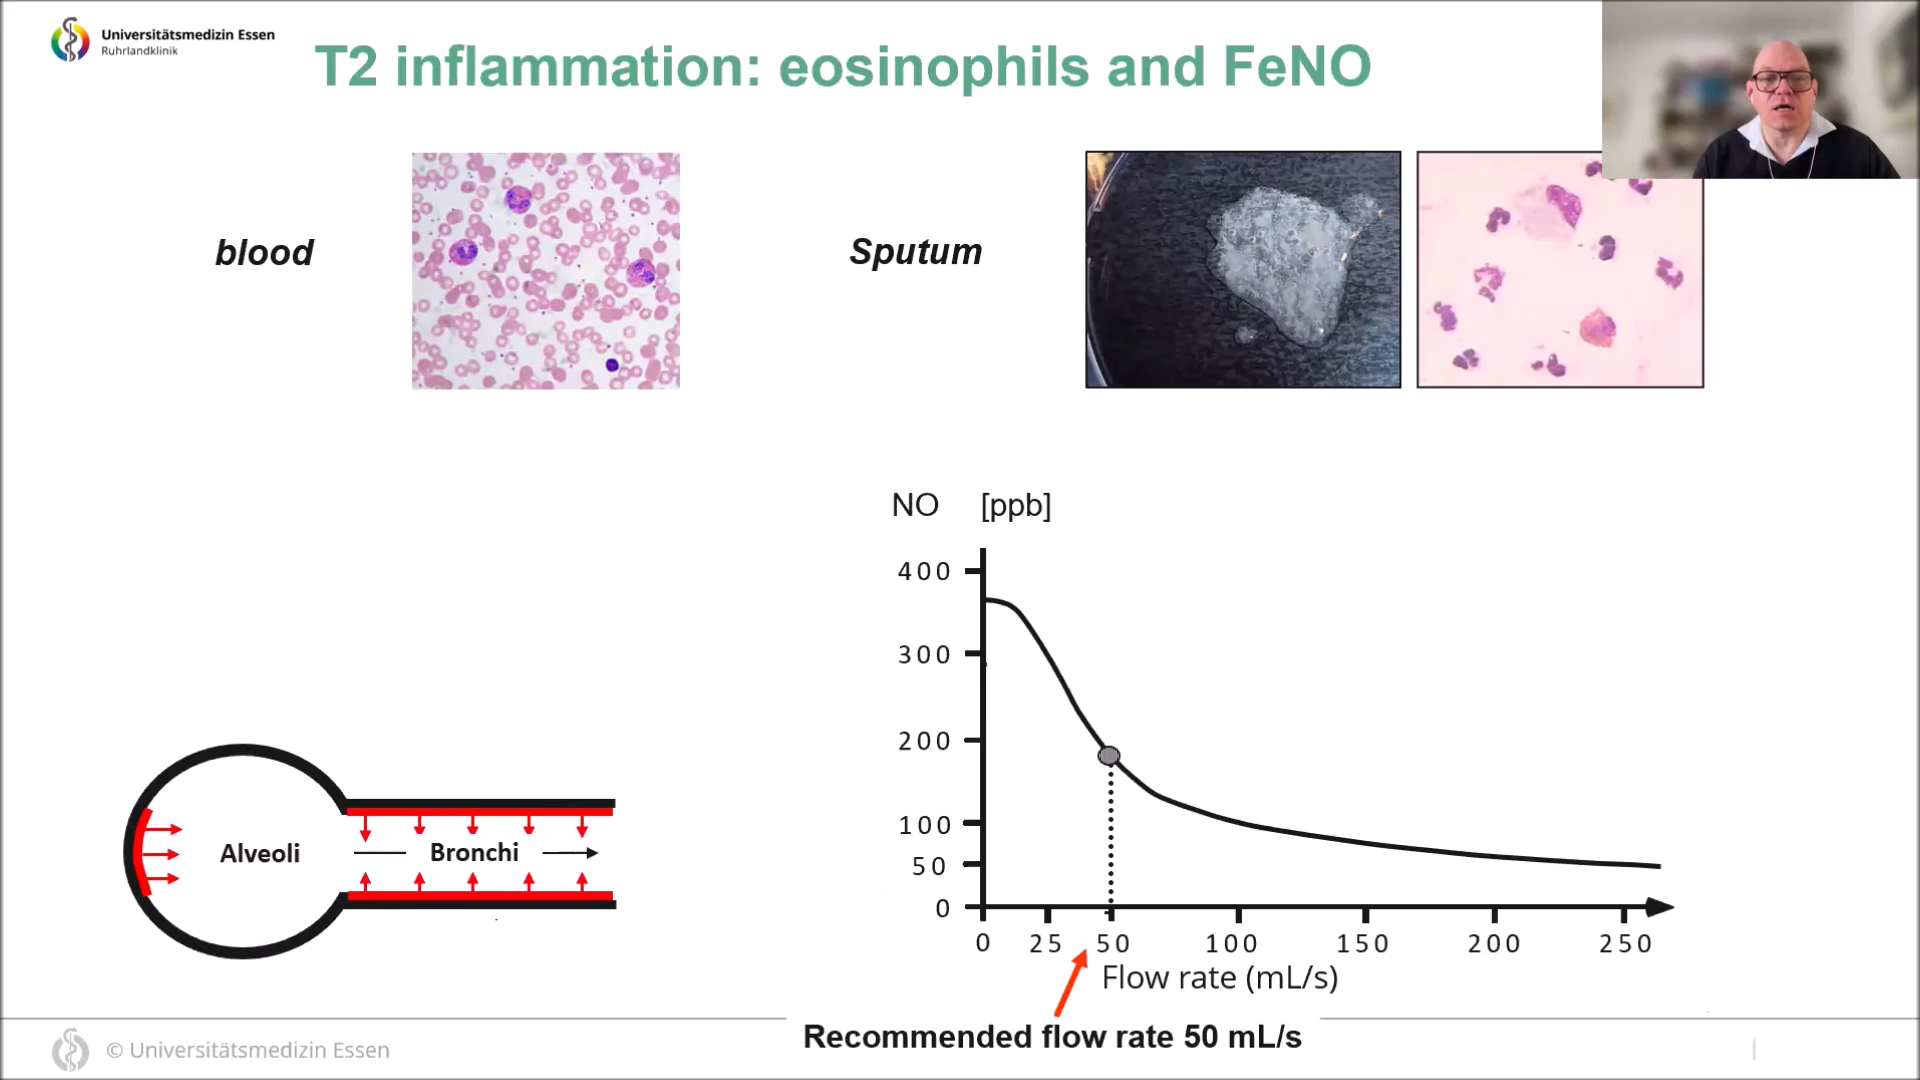 Universitätsmedizin Essen
Ruhrlandklinik
T2 inflammation: eosinophils and FeNO
blood
Sputum
NO [ppb]
400
300
200
100
50
0
0 25 50 100 150 200 250
Flow rate (mL/s)
Recommended flow rate 50 mL/s
Alveoli
Bronchi
© Universitätsmedizin Essen